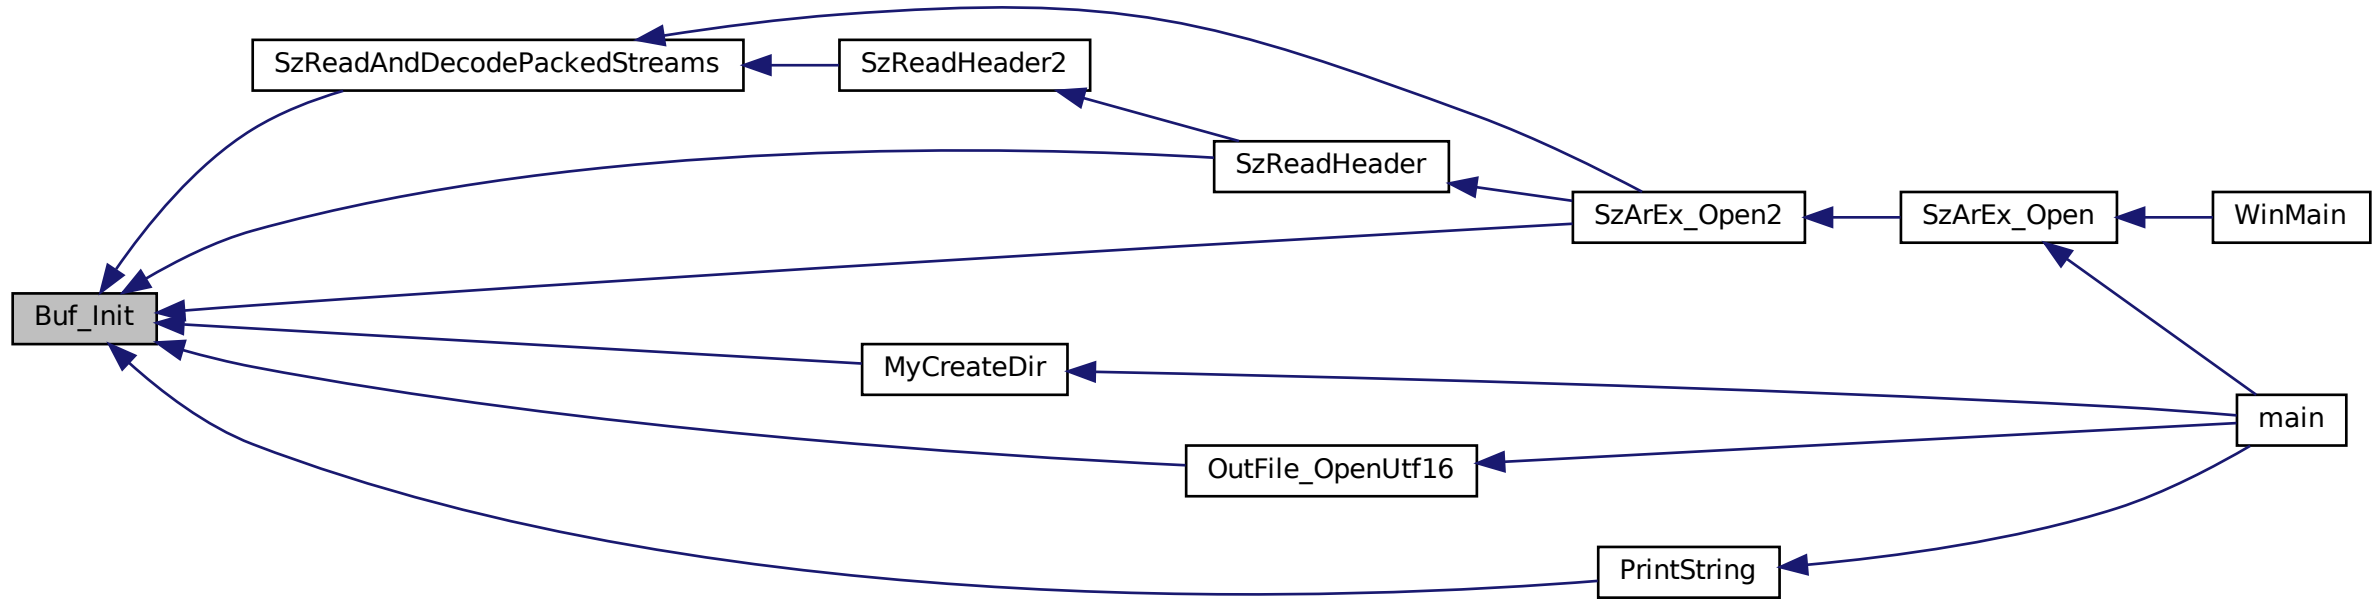 SzReadAndDecodePackedStreams
SzReadHeader2
SzReadHeader
SzArEx_Open2
SzArEx_Open
WinMain
Buf_Init
MyCreateDir
main
OutFile_OpenUtf16
PrintString